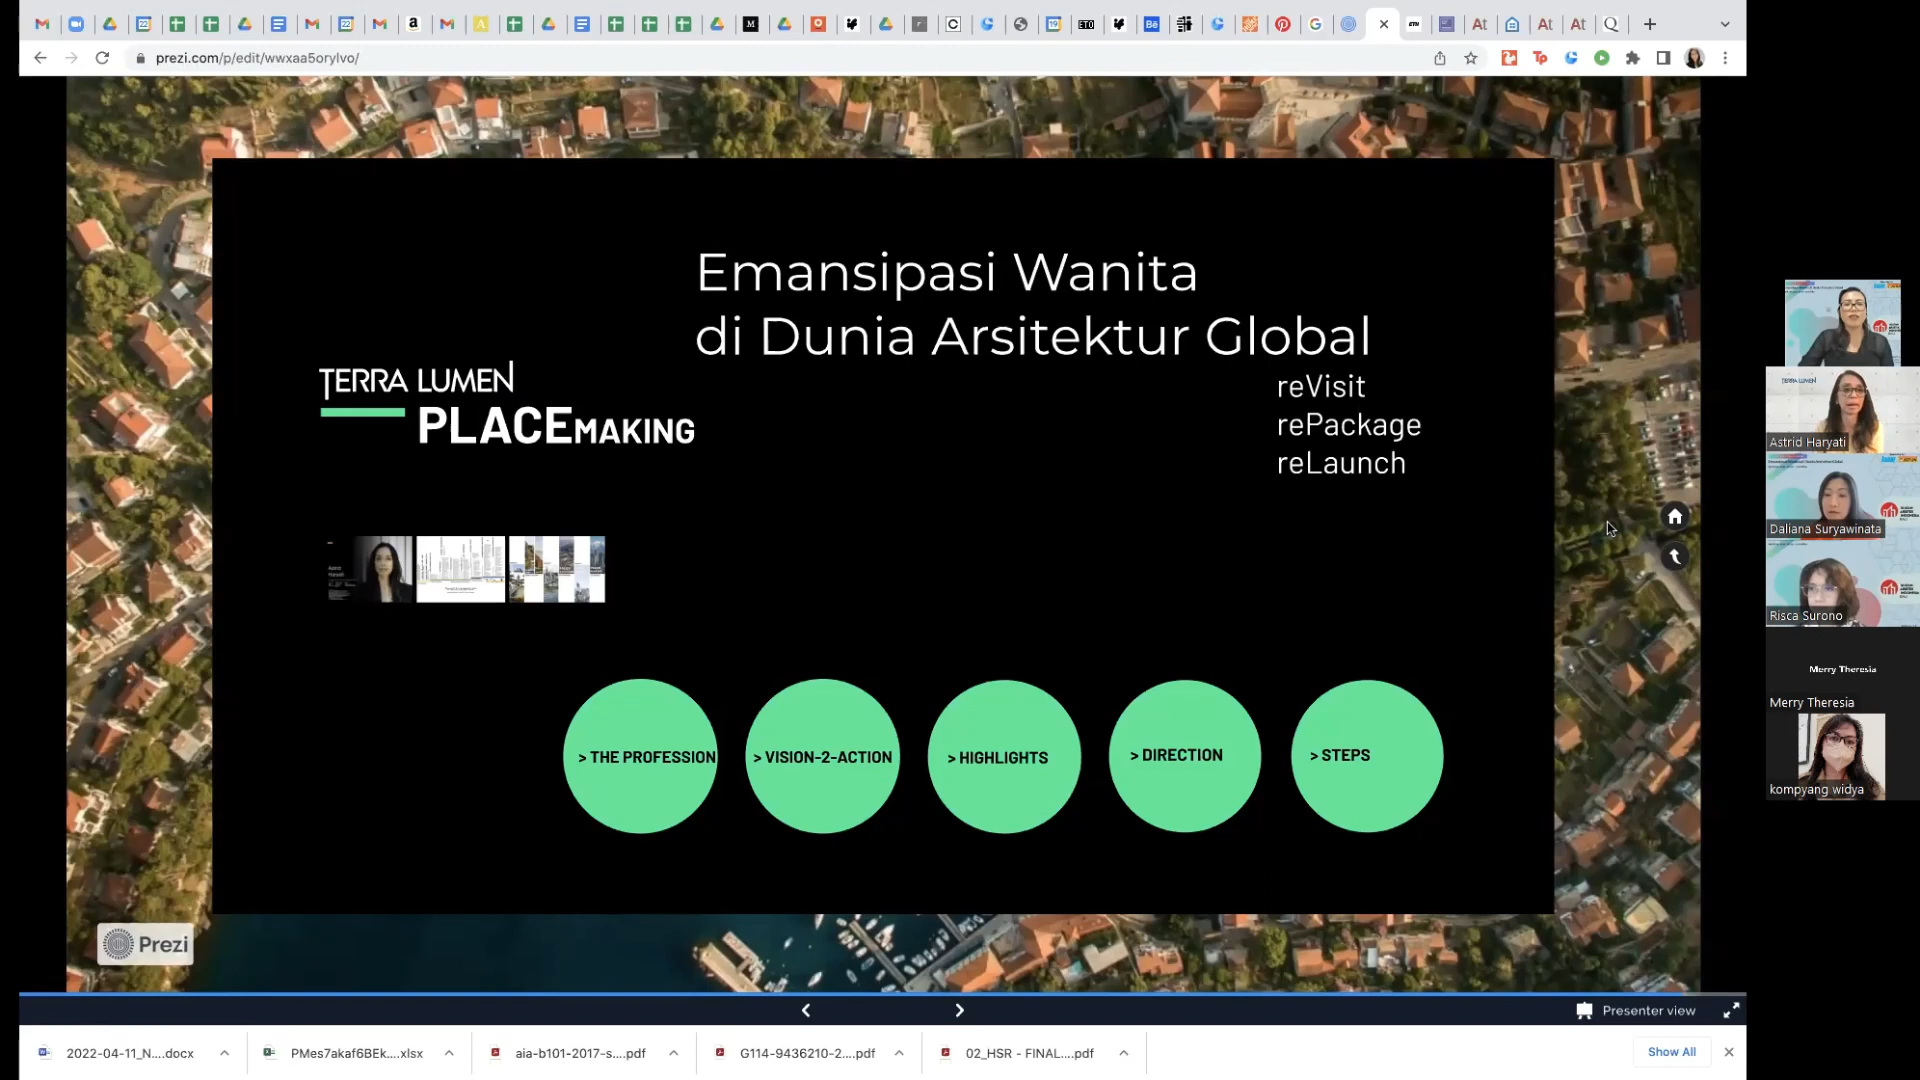 prezi.com/p/edit/wwxaa5orylvo/
Emansipasi Wanita
di Dunia Arsitektur Global
reVisit
rePackage
reLaunch
TERRA LUMEN
PLACEMAKING
> THE PROFESSION
> VISION-2-ACTION
> HIGHLIGHTS
> DIRECTION
> STEPS
Prezi
Presenter view
2022-04-11_N....docx
PMes7akaf6BEk....xlsx
aia-b101-2017-s....pdf
G114-9436210-2....pdf
02_HSR - FINAL....pdf
Show All
TERRA LUMEN
Astrid Haryati
Daliana Suryawinata
Risca Surono
Merry Theresia
Merry Theresia
kompyang widya